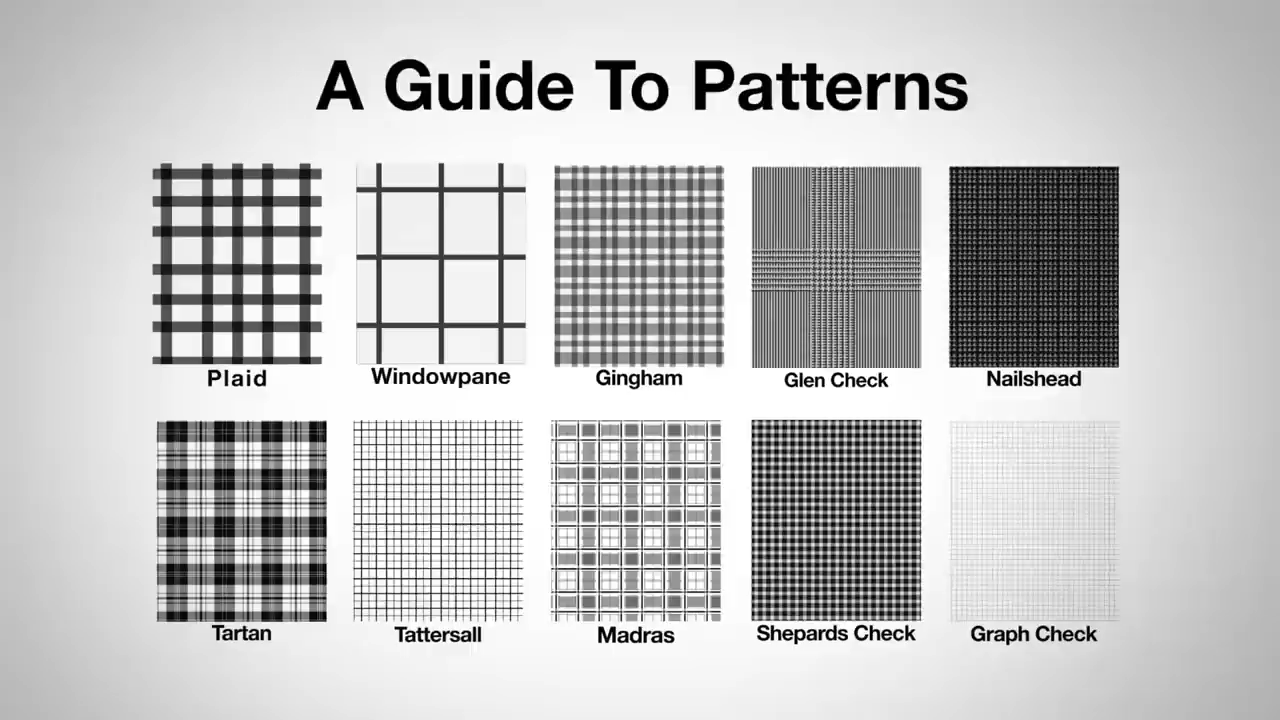 A Guide To Patterns
Plaid
Windowpane
Gingham
Glen Check
Nailshead
Tartan
Tattersall
Madras
Shepards Check
Graph Check